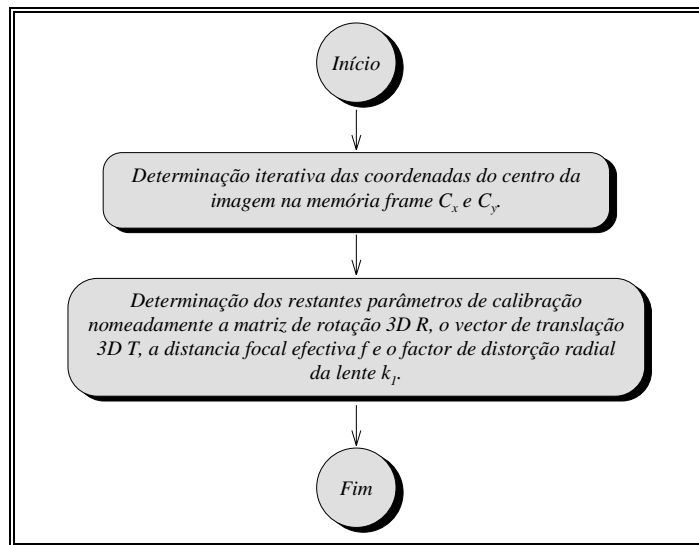 Início
Determinação iterativa das coordenadas do centro da
imagem na memória frame Cx e Cy.
Determinação dos restantes parâmetros de calibração
nomeadamente a matriz de rotação 3D R, o vector de translação
3D T, a distancia focal efectiva f e o factor de distorção radial
da lente k1.
Fim